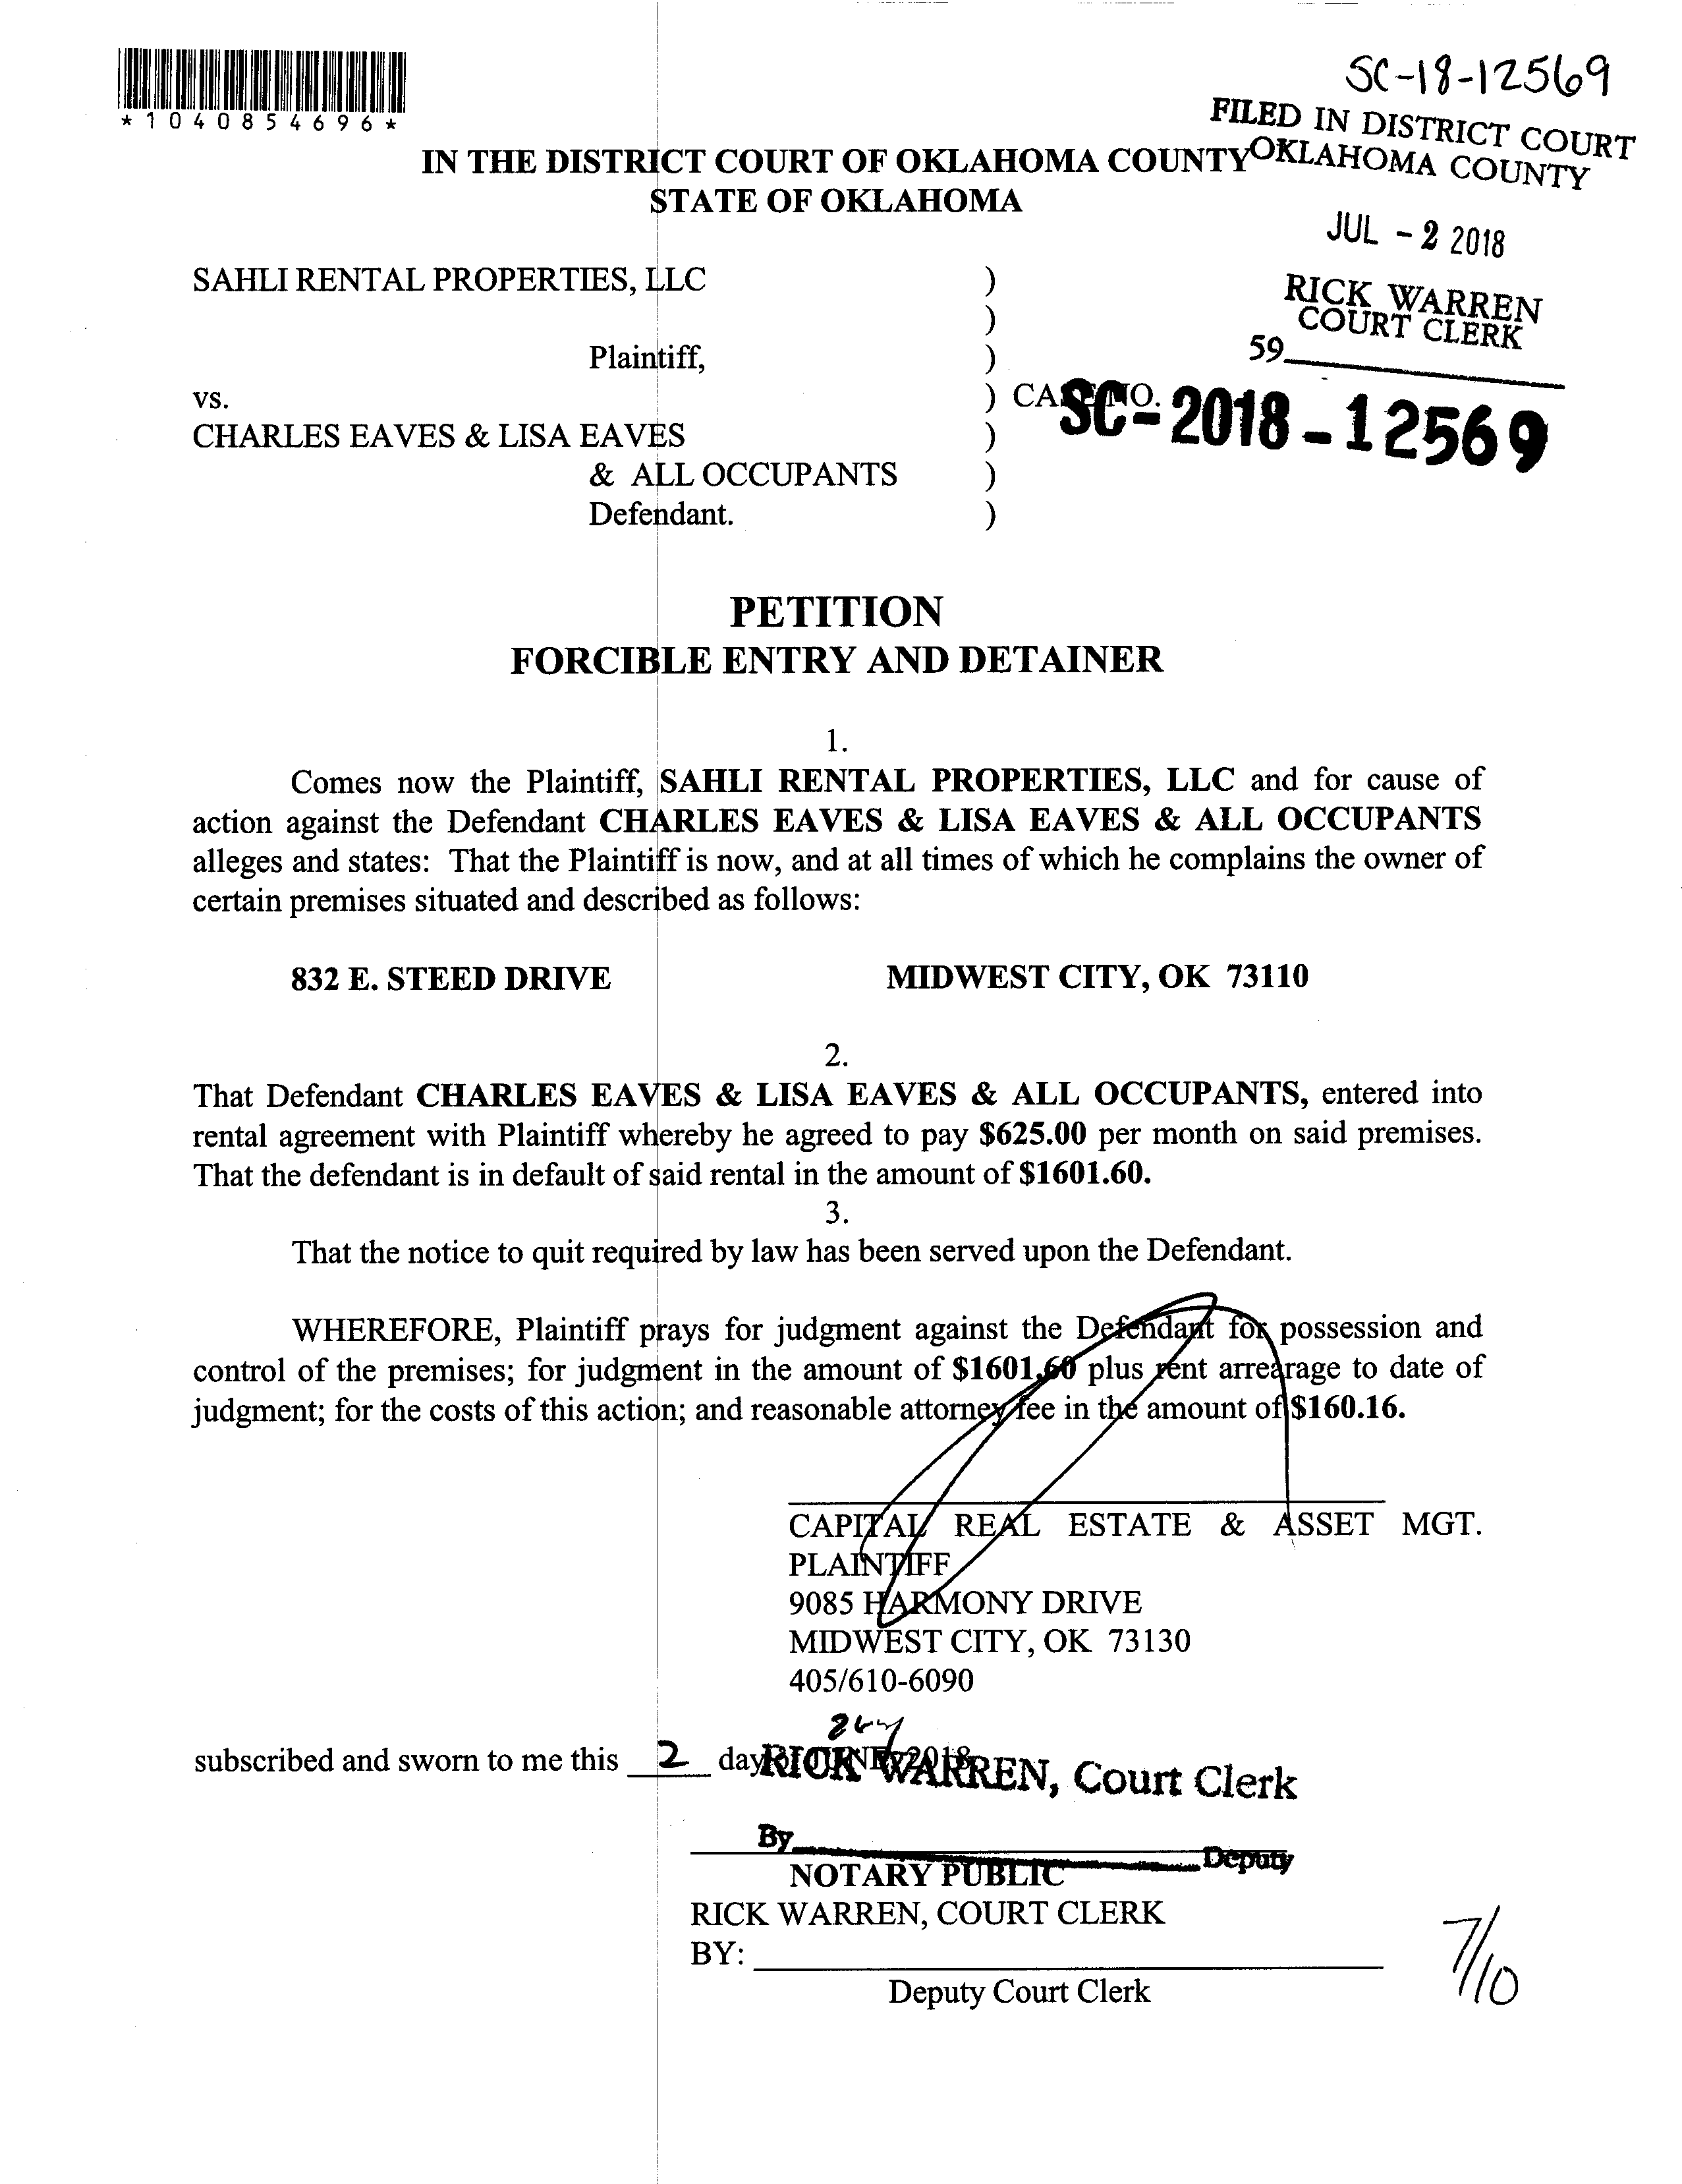 SC-18-12569
*1040854696*
FILED IN DISTRICT COURT
OKLAHOMA COUNTY
IN THE DISTRICT COURT OF OKLAHOMA COUNTY
STATE OF OKLAHOMA
JUL - 2 2018
RICK WARREN
COURT CLERK
59
SAHLI RENTAL PROPERTIES, LLC )
)
Plaintiff, )
vs. ) CASE NO.
SC-2018-12569
CHARLES EAVES & LISA EAVES )
& ALL OCCUPANTS )
Defendant. )
PETITION
FORCIBLE ENTRY AND DETAINER
1.
Comes now the Plaintiff, SAHLI RENTAL PROPERTIES, LLC and for cause of
action against the Defendant CHARLES EAVES & LISA EAVES & ALL OCCUPANTS
alleges and states: That the Plaintiff is now, and at all times of which he complains the owner of
certain premises situated and described as follows:
832 E. STEED DRIVE MIDWEST CITY, OK 73110
2.
That Defendant CHARLES EAVES & LISA EAVES & ALL OCCUPANTS, entered into
rental agreement with Plaintiff whereby he agreed to pay $625.00 per month on said premises.
That the defendant is in default of said rental in the amount of $1601.60.
3.
That the notice to quit required by law has been served upon the Defendant.
WHEREFORE, Plaintiff prays for judgment against the Defendant for possession and
control of the premises; for judgment in the amount of $1601.60 plus rent arrearage to date of
judgment; for the costs of this action; and reasonable attorney fee in the amount of $160.16.
CAPITAL REAL ESTATE & ASSET MGT.
PLAINTIFF
9085 HARMONY DRIVE
MIDWEST CITY, OK 73130
405/610-6090
subscribed and sworn to me this 2 day of JUNE, 2018
RICK WARREN, Court Clerk
By Deputy
NOTARY PUBLIC
RICK WARREN, COURT CLERK
BY:
Deputy Court Clerk
7/10